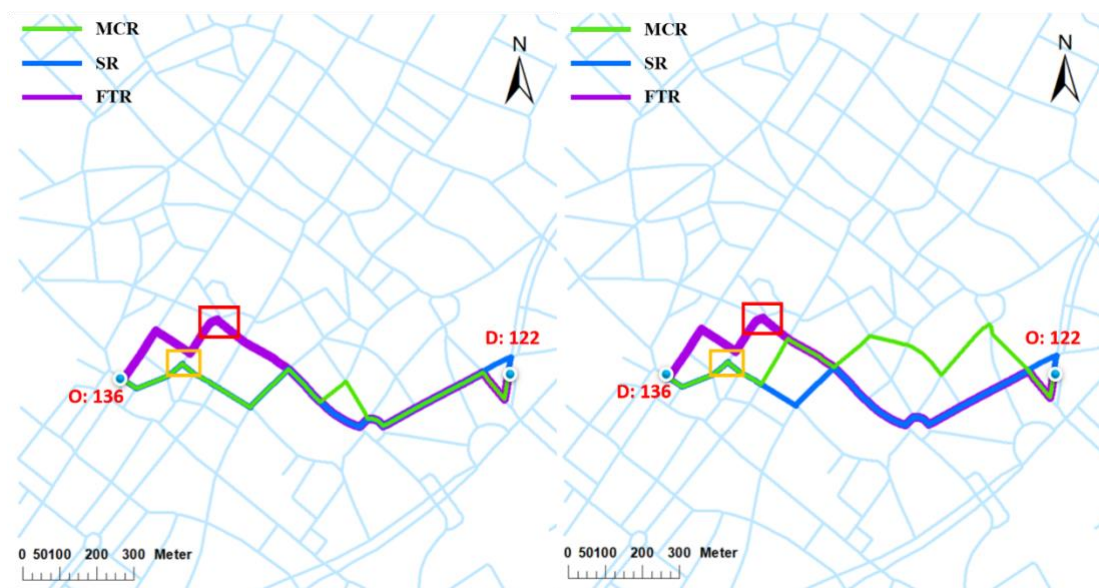 MCR
SR
FTR
N
D: 122
O: 136
0 50100 200 300 Meter
MCR
SR
FTR
N
O: 122
D: 136
0 50100 200 300 Meter